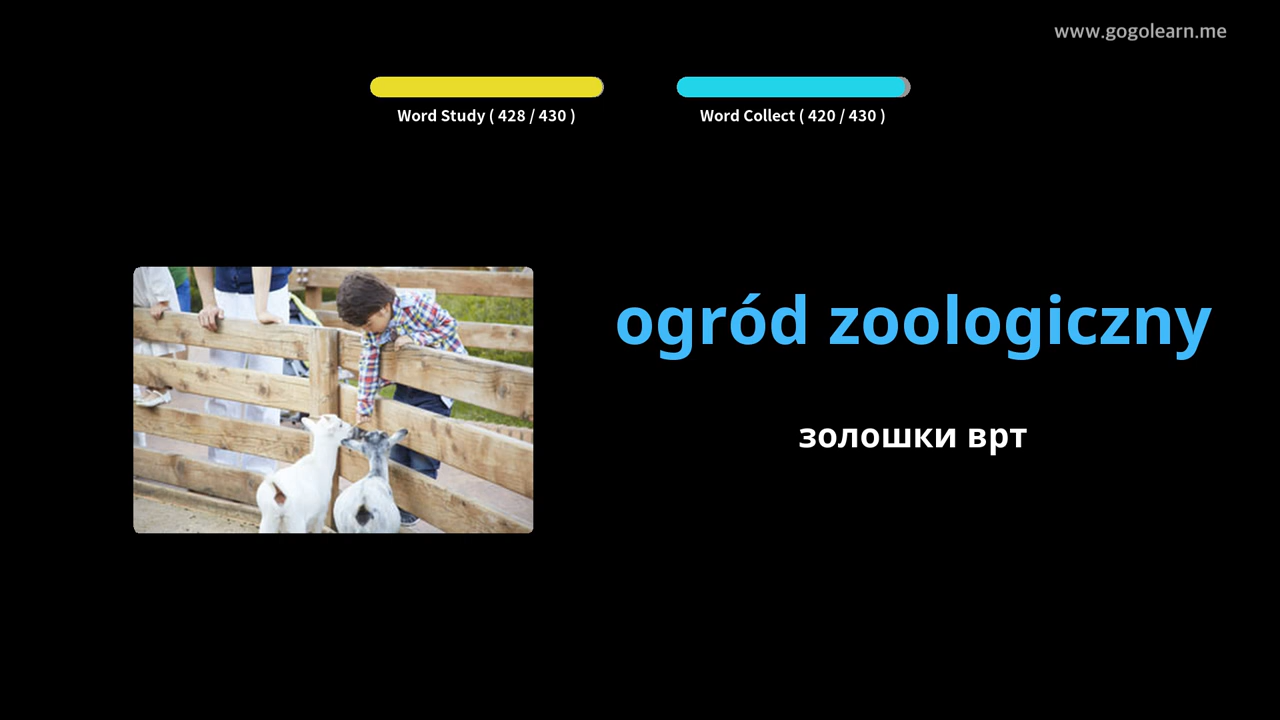 www.gogolearn.me
Word Study ( 428 / 430 )
Word Collect ( 420 / 430 )
ogród zoologiczny
золошки врт